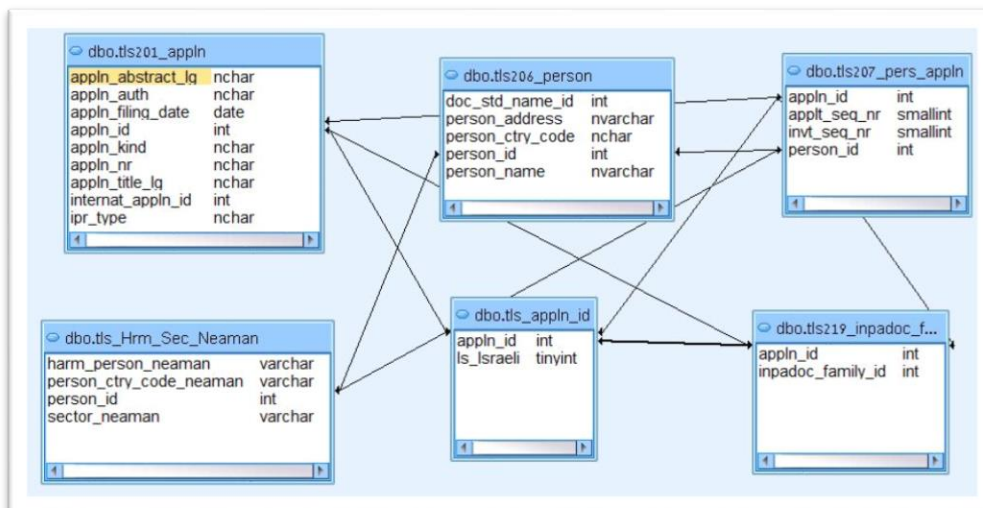 dbo.tls201_appln
appln_abstract_lg nchar
appln_auth nchar
appln_filing_date date
appln_id int
appln_kind nchar
appln_nr nchar
appln_title_lg nchar
internat_appln_id int
ipr_type nchar
dbo.tls206_person
doc_std_name_id int
person_address nvarchar
person_ctry_code nchar
person_id int
person_name nvarchar
dbo.tls207_pers_appln
appln_id int
applt_seq_nr smallint
invt_seq_nr smallint
person_id int
dbo.tls_Hrm_Sec_Neaman
harm_person_neaman varchar
person_ctry_code_neaman varchar
person_id int
sector_neaman varchar
dbo.tls_appln_id
appln_id int
Is_Israeli tinyint
dbo.tls219_inpadoc_f...
appln_id int
inpadoc_family_id int